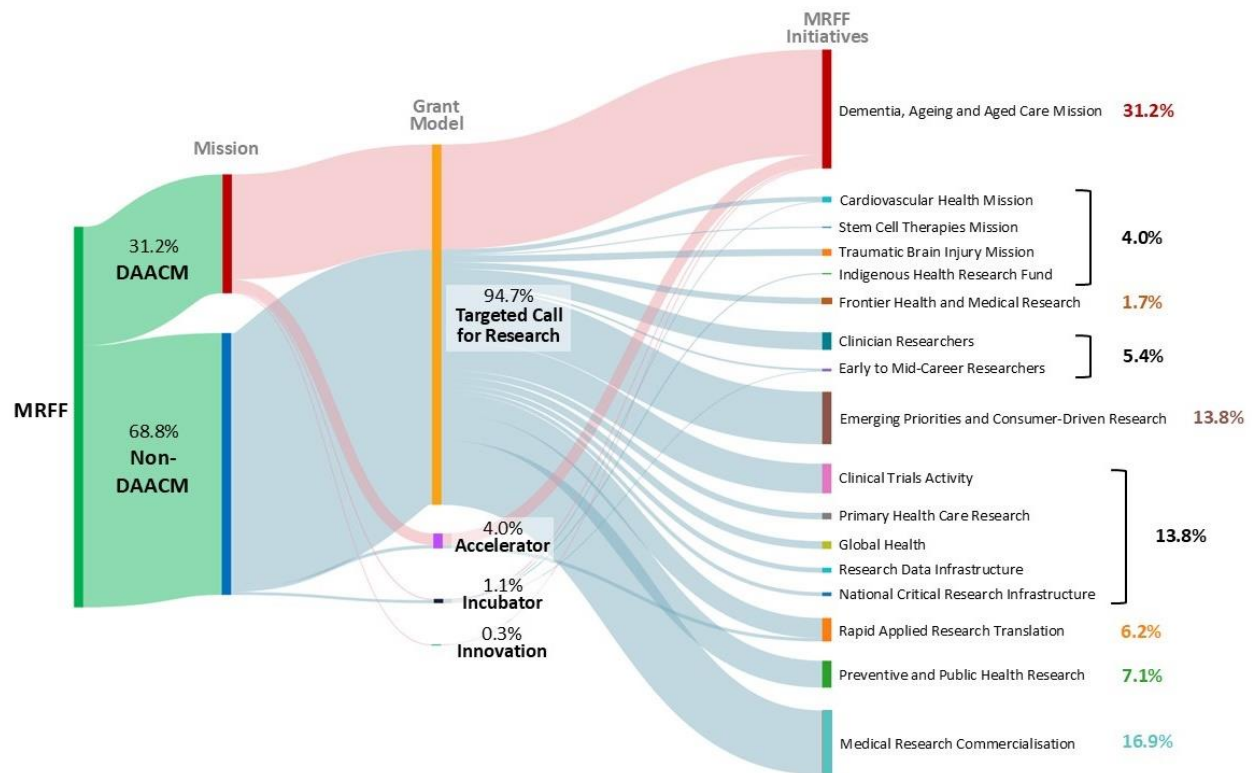 MRFF
Initiatives
Grant
Model
Mission
Dementia, Ageing and Aged Care Mission 31.2%
Cardiovascular Health Mission
Stem Cell Therapies Mission
4.0%
Traumatic Brain Injury Mission
Indigenous Health Research Fund
31.2%
DAACM
94.7%
Targeted Call
for Research
Frontier Health and Medical Research 1.7%
Clinician Researchers
5.4%
Early to Mid-Career Researchers
MRFF
68.8%
Non-
DAACM
Emerging Priorities and Consumer-Driven Research 13.8%
Clinical Trials Activity
Primary Health Care Research
13.8%
Global Health
Research Data Infrastructure
National Critical Research Infrastructure
4.0%
Accelerator
1.1%
Incubator
0.3%
Innovation
Rapid Applied Research Translation 6.2%
Preventive and Public Health Research 7.1%
Medical Research Commercialisation 16.9%